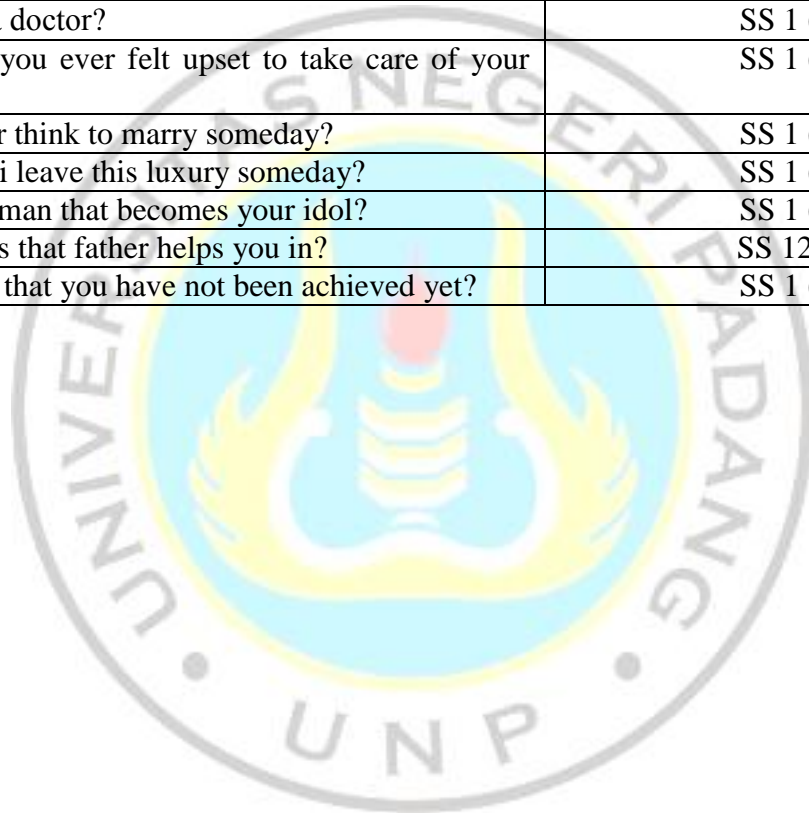 doctor? SS 1
you ever felt upset to take care of your SS 1
think to marry someday? SS 1
i leave this luxury someday? SS 1
man that becomes your idol? SS 1
s that father helps you in? SS 12
that you have not been achieved yet? SS 1
UNIVERSITAS NEGERI PADANG
UNP